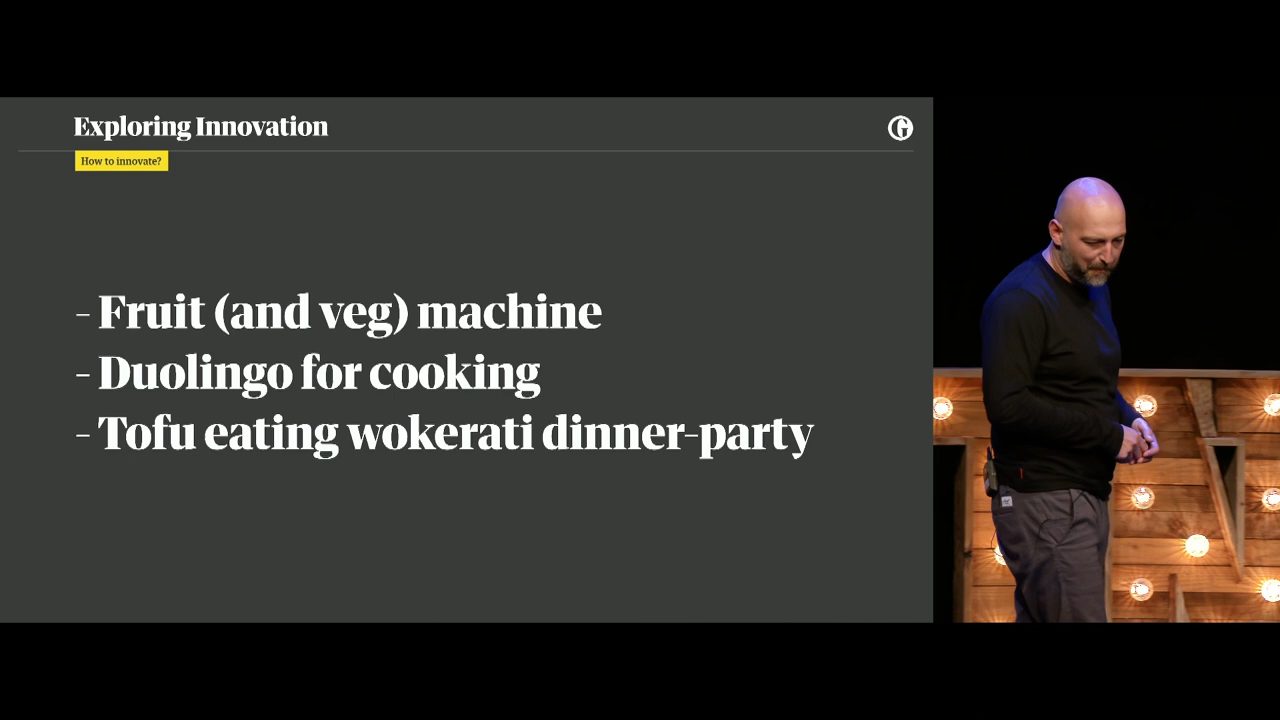 Exploring Innovation
How to innovate?
- Fruit (and veg) machine
- Duolingo for cooking
- Tofu eating wokerati dinner-party